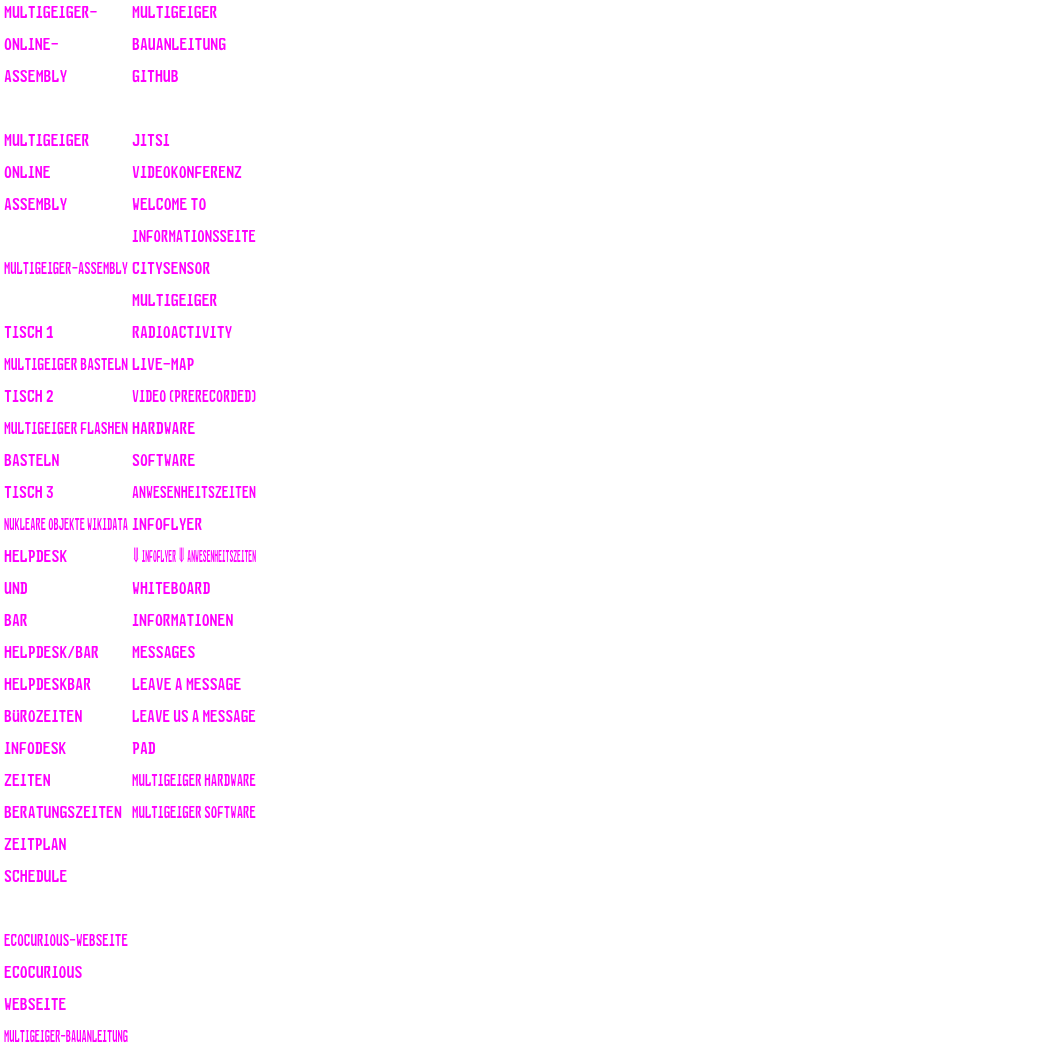 MULTIGEIGER-
ONLINE-
ASSEMBLY
MULTIGEIGER
ONLINE
ASSEMBLY
MULTIGEIGER-ASSEMBLY
TISCH 1
MULTIGEIGER BASTELN
TISCH 2
MULTIGEIGER FLASHEN
BASTELN
TISCH 3
NUKLEARE OBJEKTE WIKIDATA
HELPDESK
UND
BAR
HELPDESK/BAR
HELPDESKBAR
BÜROZEITEN
INFODESK
ZEITEN
BERATUNGSZEITEN
ZEITPLAN
SCHEDULE
ECOCURIOUS-WEBSEITE
ECOCURIOUS
WEBSEITE
MULTIGEIGER-BAUANLEITUNG
MULTIGEIGER
BAUANLEITUNG
GITHUB
JITSI
VIDEOKONFERENZ
WELCOME TO
INFORMATIONSSEITE
CITYSENSOR
MULTIGEIGER
RADIOACTIVITY
LIVE-MAP
VIDEO (PRERECORDED)
HARDWARE
SOFTWARE
ANWESENHEITSZEITEN
INFOFLYER
⇓ INFOFLYER ⇓ ANWESENHEITSZEITEN
WHITEBOARD
INFORMATIONEN
MESSAGES
LEAVE A MESSAGE
LEAVE US A MESSAGE
PAD
MULTIGEIGER HARDWARE
MULTIGEIGER SOFTWARE